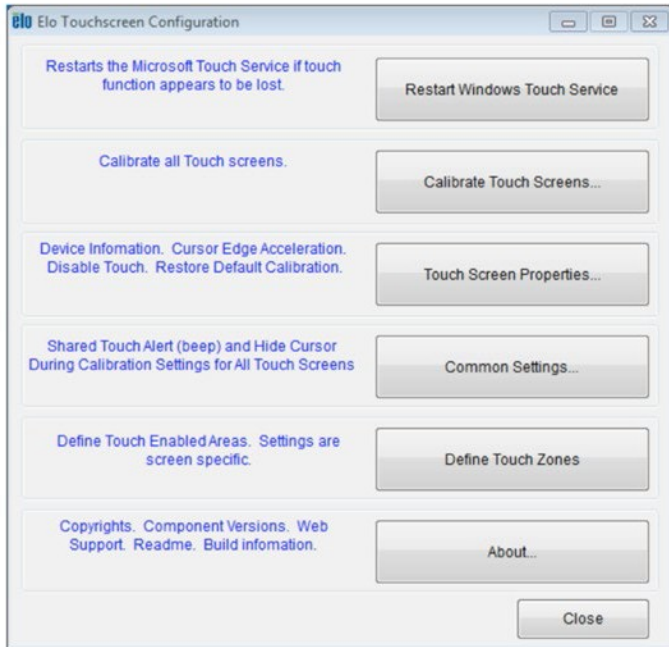 elo Elo Touchscreen Configuration
Restarts the Microsoft Touch Service if touch
function appears to be lost.
Restart Windows Touch Service
Calibrate all Touch screens.
Calibrate Touch Screens...
Device Infomation. Cursor Edge Acceleration.
Disable Touch. Restore Default Calibration.
Touch Screen Properties...
Shared Touch Alert (beep) and Hide Cursor
During Calibration Settings for All Touch Screens
Common Settings...
Define Touch Enabled Areas. Settings are
screen specific.
Define Touch Zones
Copyrights. Component Versions. Web
Support. Readme. Build infomation.
About...
Close